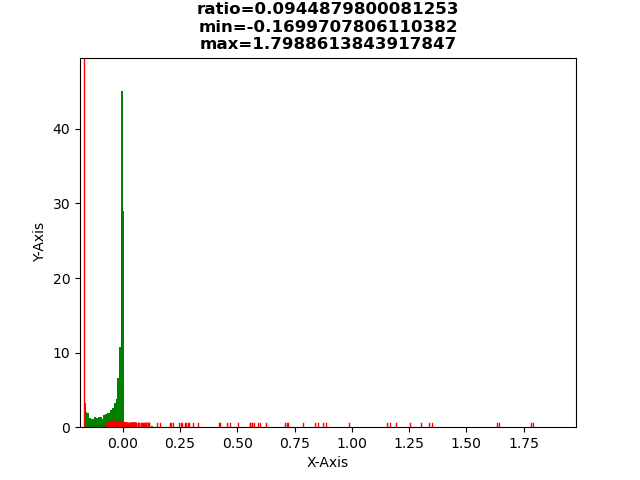 ratio=0.0944879800081253
min=-0.1699707806110382
max=1.7988613843917847
40
30
20
10
0
Y-Axis
0.00 0.25 0.50 0.75 1.00 1.25 1.50 1.75
X-Axis